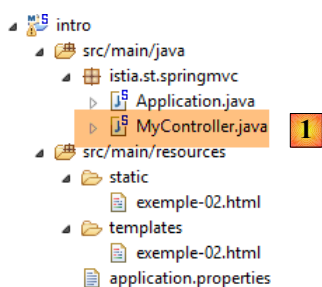 intro
src/main/java
istia.st.springmvc
Application.java
MyController.java
1
src/main/resources
static
exemple-02.html
templates
exemple-02.html
application.properties